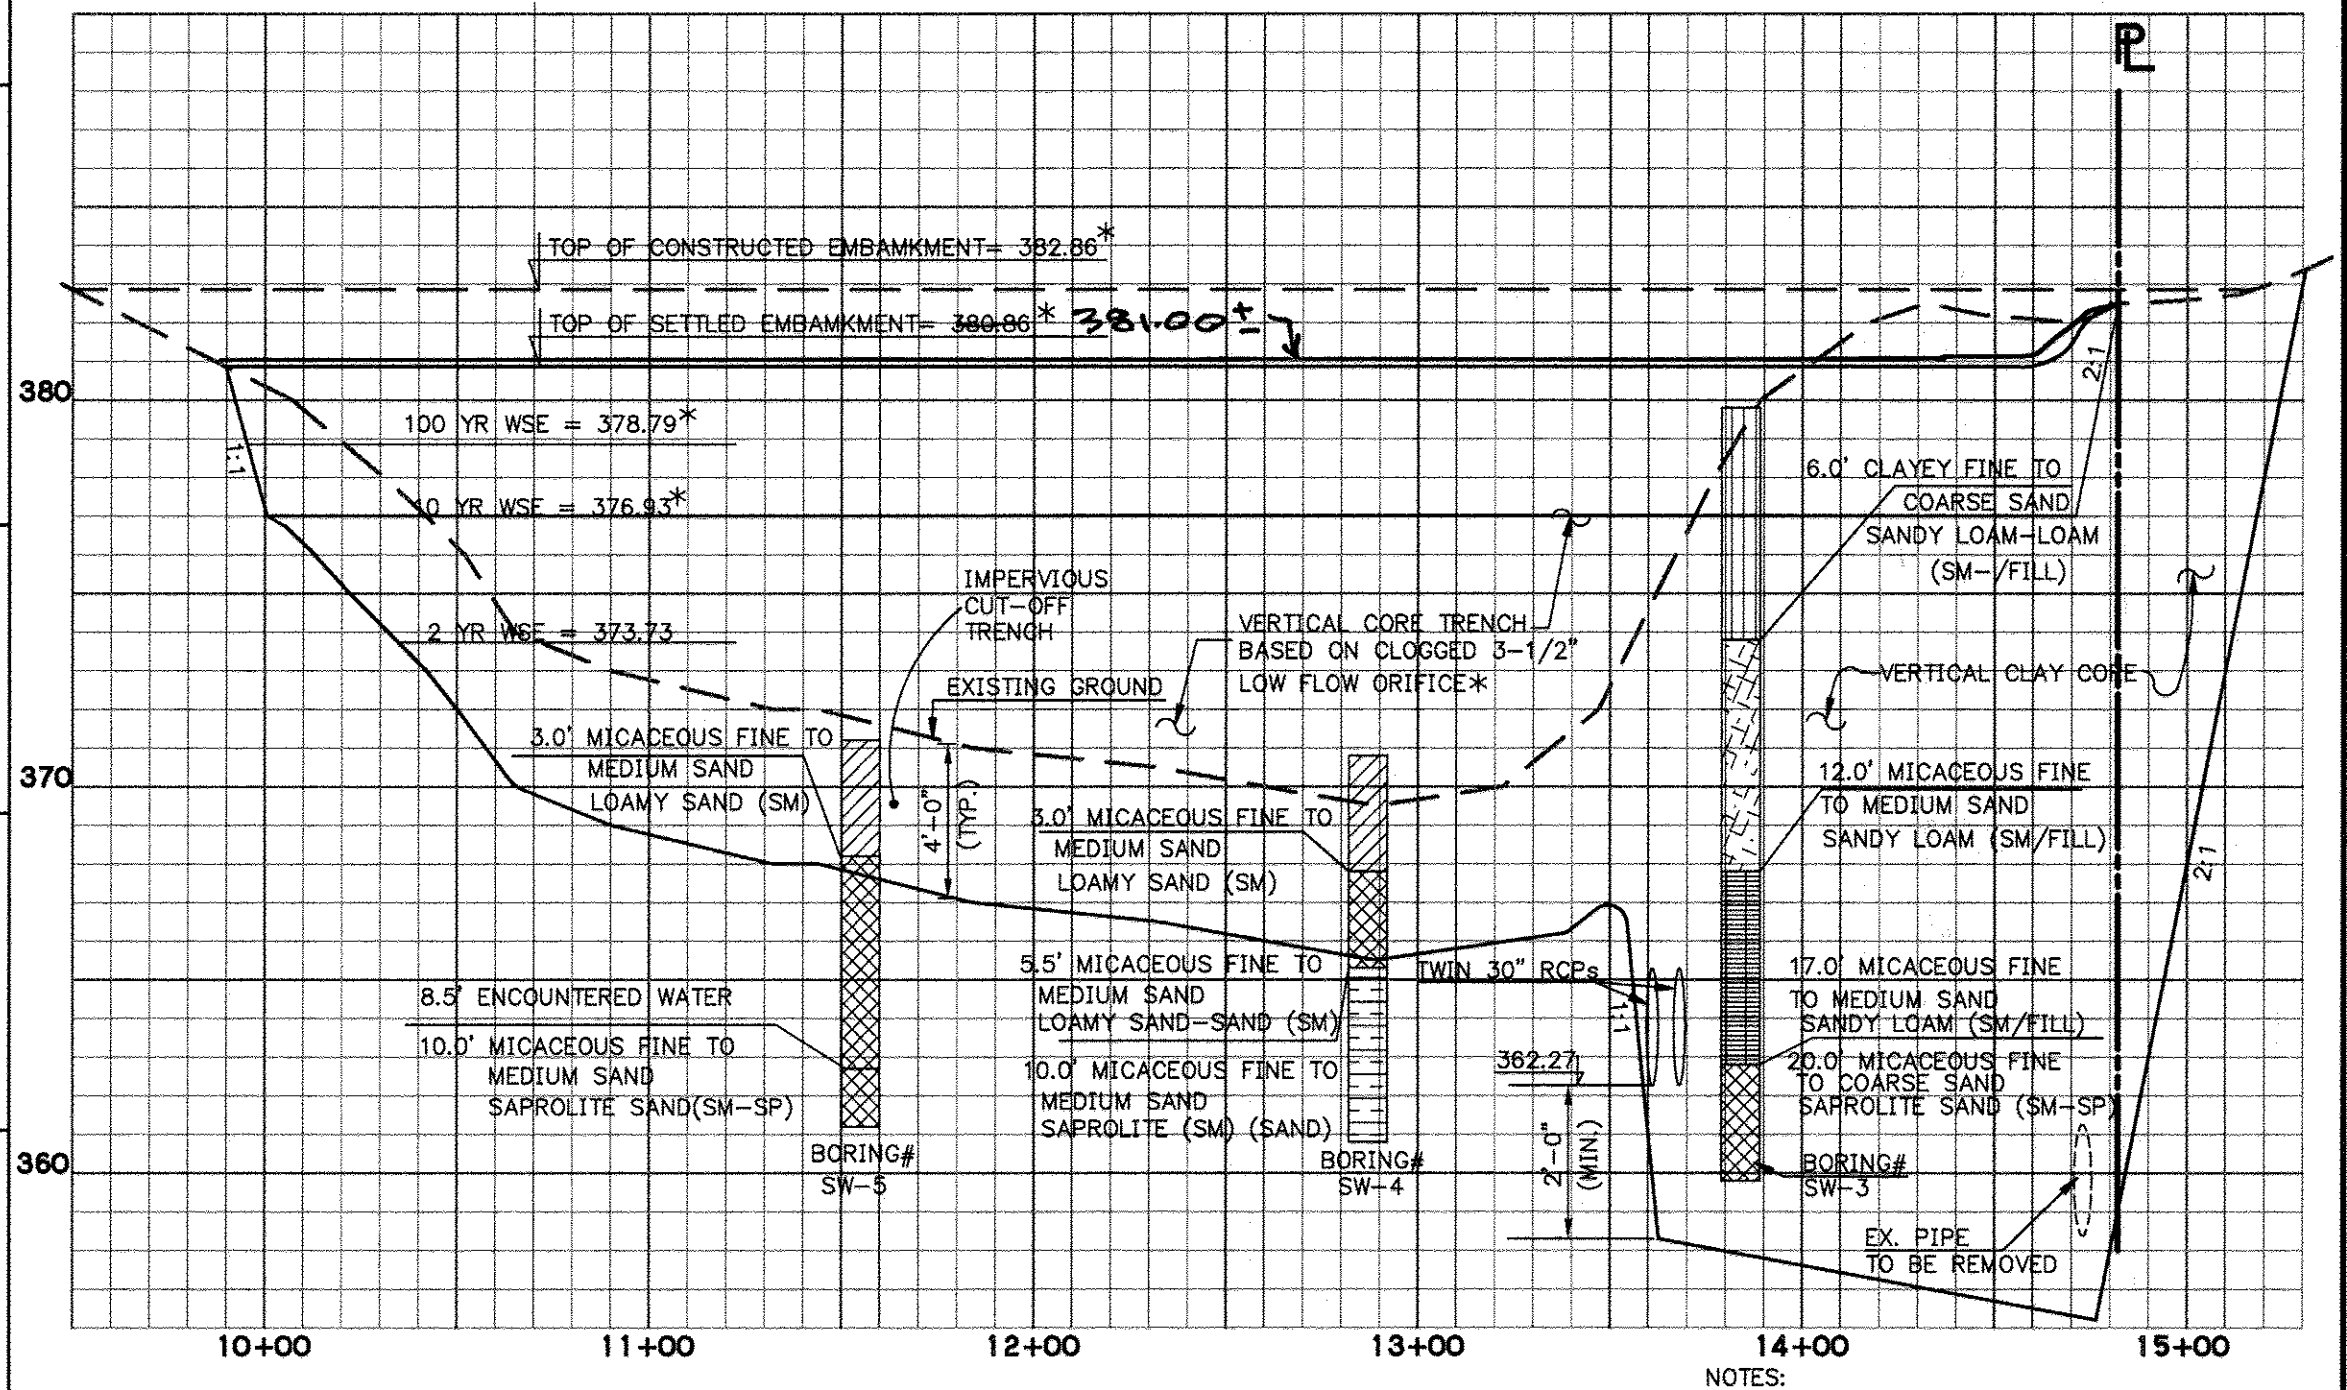 PL
TOP OF CONSTRUCTED EMBAMKMENT= 382.86*
TOP OF SETTLED EMBAMKMENT= 380.86* 381.00±
380
100 YR WSE = 378.79*
1:1
10 YR WSE = 376.93*
2 YR WSE = 373.73
IMPERVIOUS
CUT-OFF
TRENCH
VERTICAL CORE TRENCH
BASED ON CLOGGED 3-1/2"
LOW FLOW ORIFICE*
EXISTING GROUND
2:1
6.0' CLAYEY FINE TO
COARSE SAND
SANDY LOAM-LOAM
(SM-/FILL)
VERTICAL CLAY CORE
370
3.0' MICACEOUS FINE TO
MEDIUM SAND
LOAMY SAND (SM)
4'-0"
(TYP.)
3.0' MICACEOUS FINE TO
MEDIUM SAND
LOAMY SAND (SM)
12.0' MICACEOUS FINE
TO MEDIUM SAND
SANDY LOAM (SM/FILL)
2:1
8.5' ENCOUNTERED WATER
10.0' MICACEOUS FINE TO
MEDIUM SAND
SAPROLITE SAND(SM-SP)
5.5' MICACEOUS FINE TO
MEDIUM SAND
LOAMY SAND-SAND (SM)
10.0' MICACEOUS FINE TO
MEDIUM SAND
SAPROLITE (SM) (SAND)
TWIN 30" RCPs
1:1
362.27
2'-0"
(MIN.)
17.0' MICACEOUS FINE
TO MEDIUM SAND
SANDY LOAM (SM/FILL)
20.0' MICACEOUS FINE
TO COARSE SAND
SAPROLITE SAND (SM-SP)
360
BORING#
SW-5
BORING#
SW-4
BORING#
SW-3
EX. PIPE
TO BE REMOVED
10+00 11+00 12+00 13+00 14+00 15+00
NOTES: